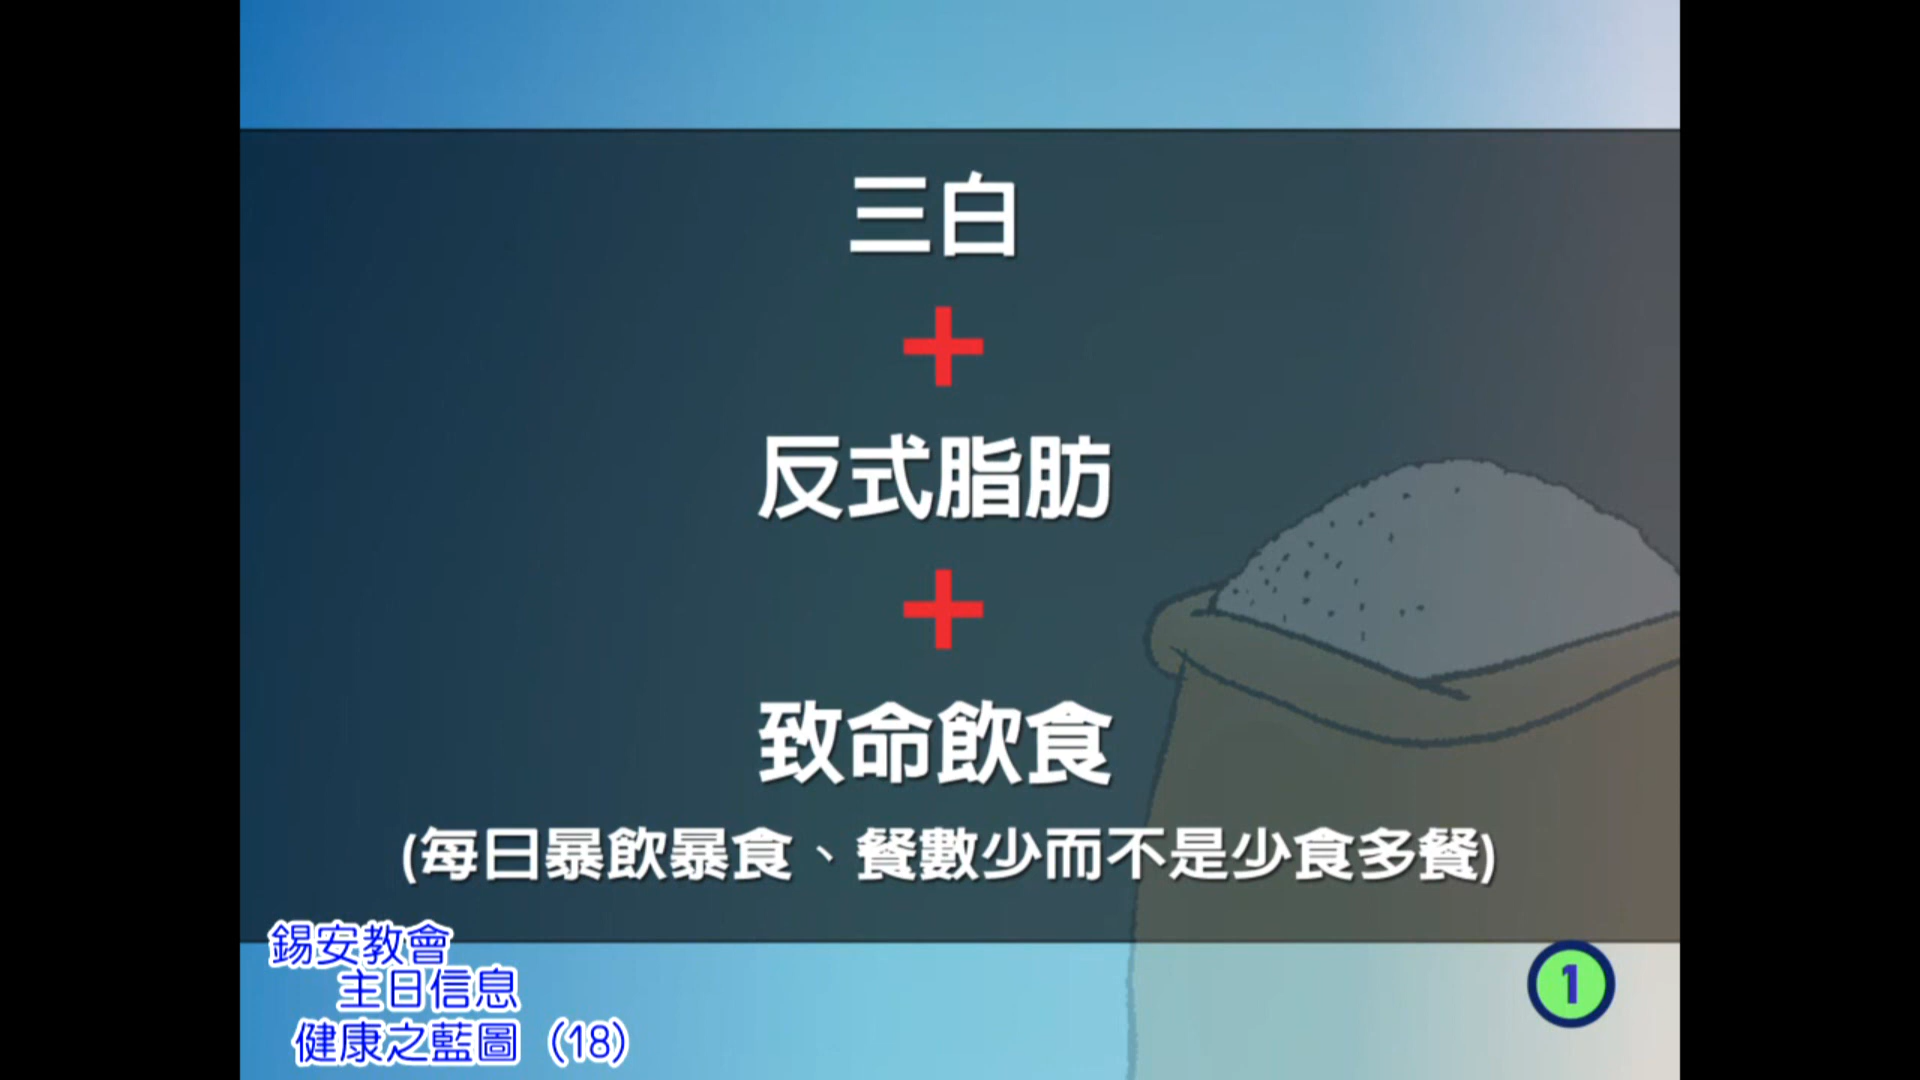 三白
+
反式脂肪
+
致命飲食
(每日暴飲暴食、餐數少而不是少食多餐)
錫安教會
主日信息
健康之藍圖 (18)
1